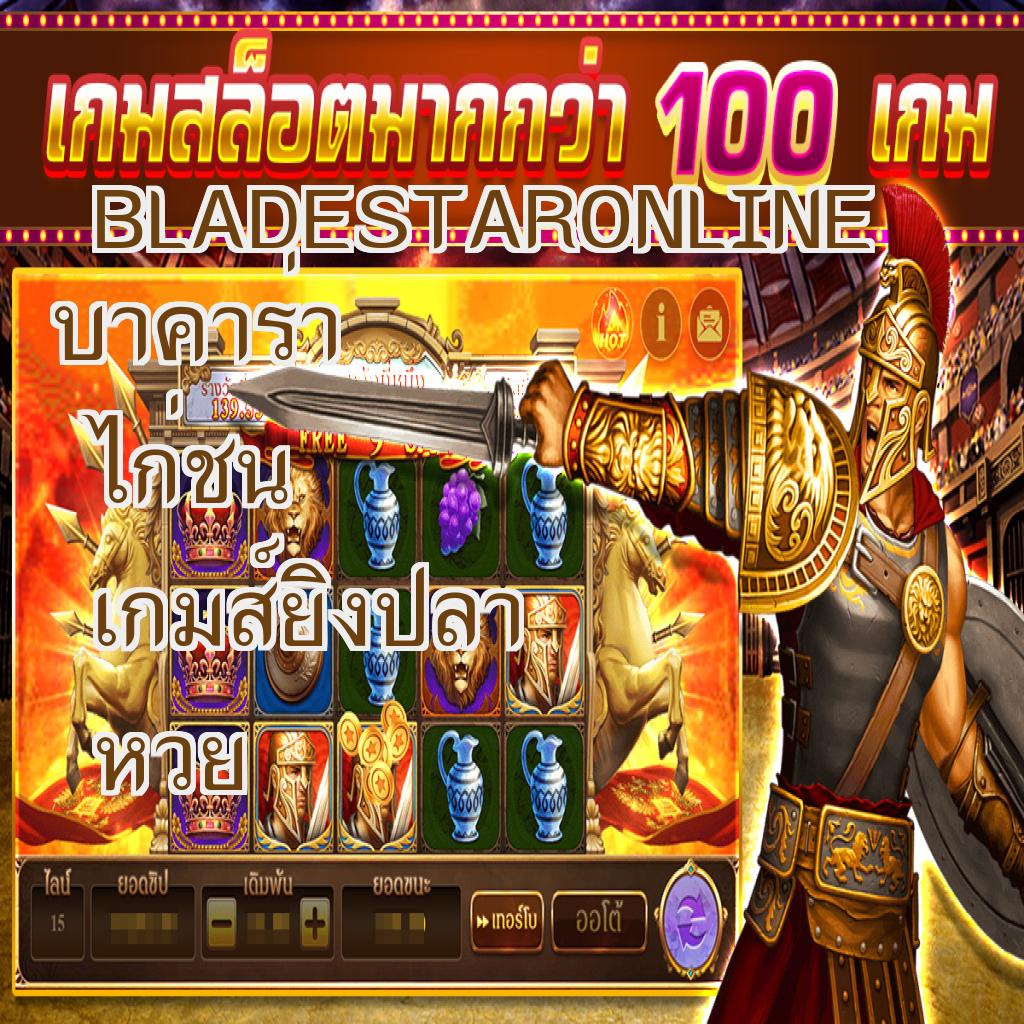 เกมสล็อตมากกว่า 100 เกม
BLADESTARONLINE
บาคาร่า
HOT
i
ไก่ชน
FREE
เกมส์ยิงปลา
หวย
ไลน์ ยอดชิป เดิมพัน ยอดชนะ
15 - + เทอร์โบ ออโต้